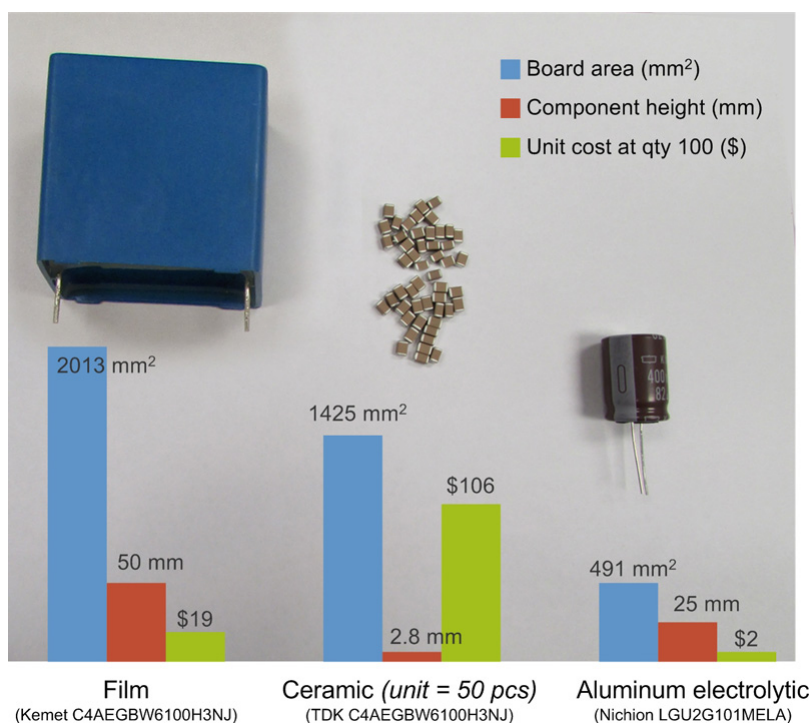 Board area (mm²)
Component height (mm)
Unit cost at qty 100 ($)
400
82
2013 mm²
1425 mm²
$106
50 mm
$19
2.8 mm
491 mm²
25 mm
$2
Film
(Kemet C4AEGBW6100H3NJ)
Ceramic (unit = 50 pcs)
(TDK C4AEGBW6100H3NJ)
Aluminum electrolytic
(Nichion LGU2G101MELA)